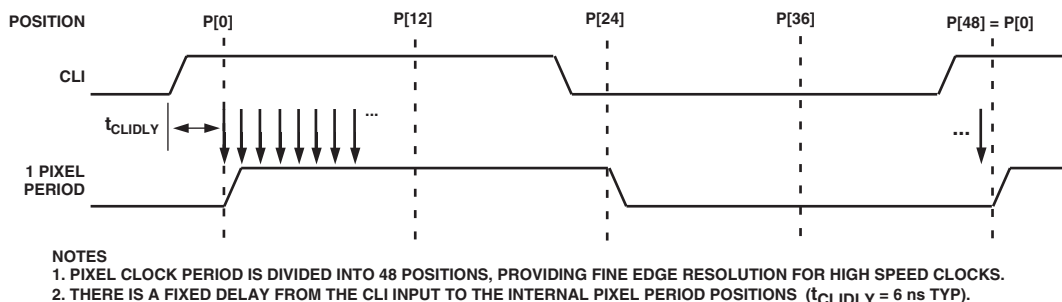 POSITION P[0] P[12] P[24] P[36] P[48] = P[0]
CLI
tCLIDLY
...
...
1 PIXEL
PERIOD
NOTES
1. PIXEL CLOCK PERIOD IS DIVIDED INTO 48 POSITIONS, PROVIDING FINE EDGE RESOLUTION FOR HIGH SPEED CLOCKS.
2. THERE IS A FIXED DELAY FROM THE CLI INPUT TO THE INTERNAL PIXEL PERIOD POSITIONS (tCLIDLY = 6 ns TYP).